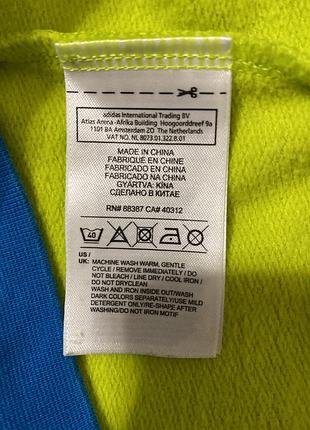 adidas International Trading BV
Atlas Arena -Afrika Building Hoogoorddreef 9a
1101 BA Amsterdam ZO The Netherlands
VAT NO. NL 8073.01.322.B.01
MADE IN CHINA
FABRIQUÉ EN CHINE
FABRICADO EN CHINA
FABRICADO NA CHINA
GYÁRTVA: KÍNA
СДЕЛАНО В КИТАЕ
RN# 88387 CA# 40312
40
US /
UK: MACHINE WASH WARM, GENTLE
CYCLE / REMOVE IMMEDIATELY / DO
NOT BLEACH / LINE DRY / COOL IRON /
DO NOT DRY CLEAN
WASH AND IRON INSIDE OUT/WASH
DARK COLORS SEPARATELY/USE MILD
DETERGENT ONLY/RE-SHAPE AFTER
WASHING/DO NOT IRON MOTIF